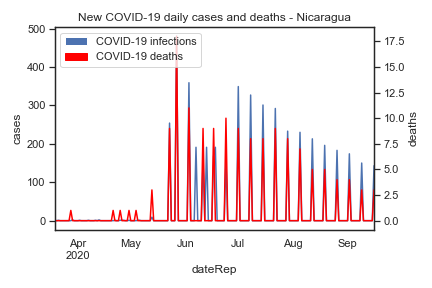 New COVID-19 daily cases and deaths - Nicaragua
COVID-19 infections
COVID-19 deaths
500
400
300
200
100
0
cases
17.5
15.0
12.5
10.0
7.5
5.0
2.5
0.0
deaths
Apr May Jun Jul Aug Sep
2020
dateRep